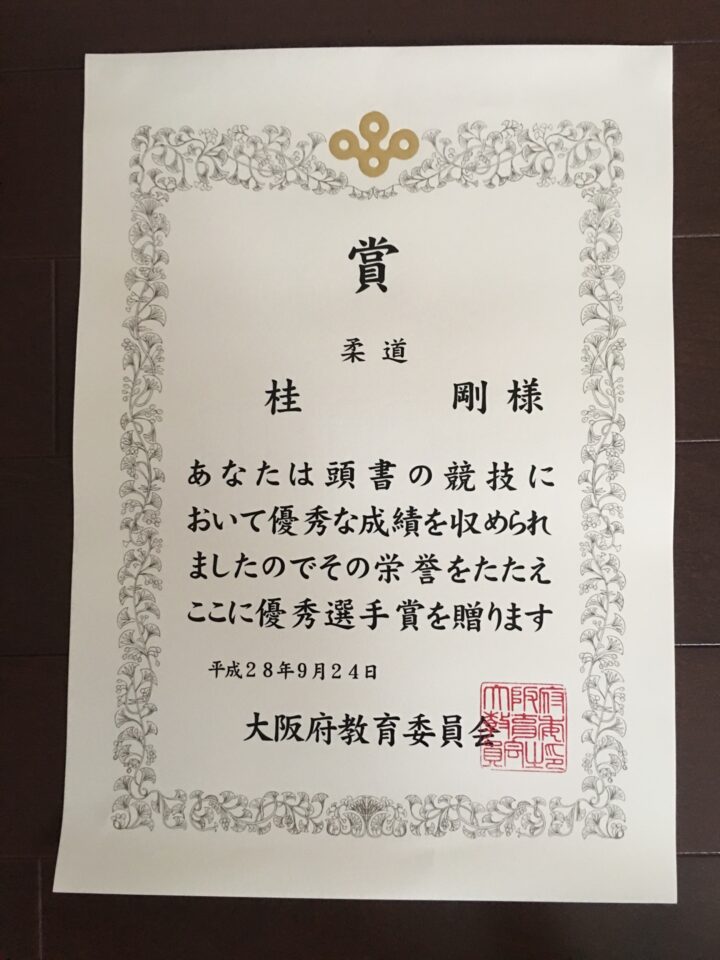 賞
柔道
桂 剛様
あなたは頭書の競技に
おいて優秀な成績を収められ
ましたのでその栄誉をたたえ
ここに優秀選手賞を贈ります
平成28年9月24日
大阪府教育委員会